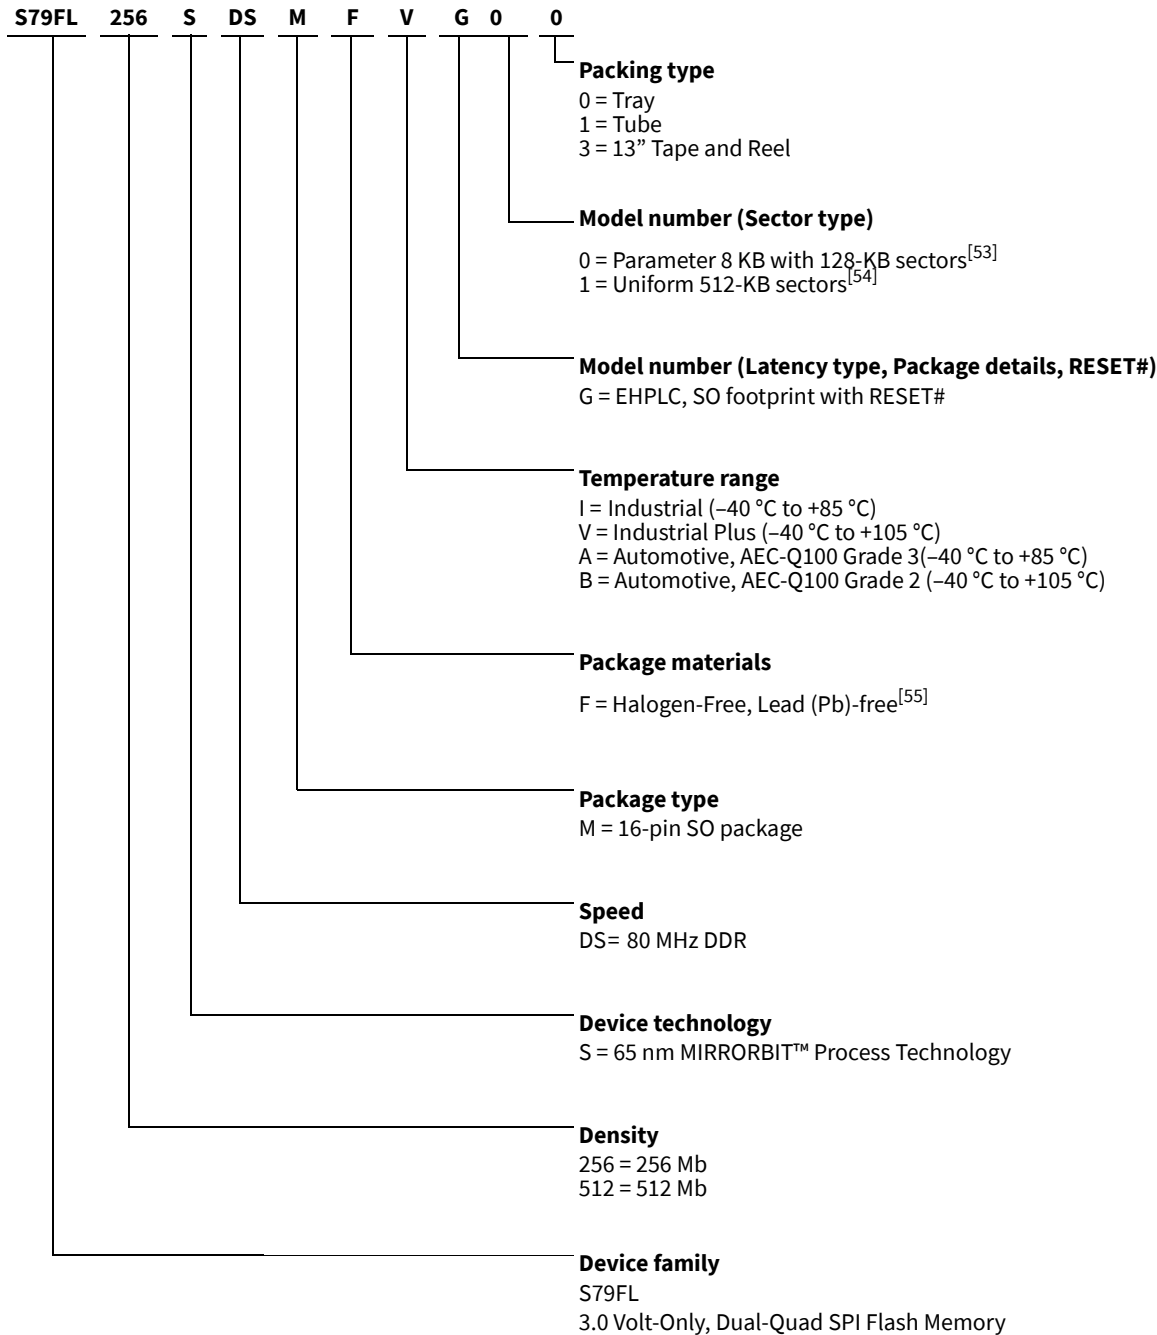 S79FL 256 S DS M F V G 0 0
Packing type
0 = Tray
1 = Tube
3 = 13” Tape and Reel
Model number (Sector type)
0 = Parameter 8 KB with 128-KB sectors[53]
1 = Uniform 512-KB sectors[54]
Model number (Latency type, Package details, RESET#)
G = EHPLC, SO footprint with RESET#
Temperature range
I = Industrial (–40 °C to +85 °C)
V = Industrial Plus (–40 °C to +105 °C)
A = Automotive, AEC-Q100 Grade 3(–40 °C to +85 °C)
B = Automotive, AEC-Q100 Grade 2 (–40 °C to +105 °C)
Package materials
F = Halogen-Free, Lead (Pb)-free[55]
Package type
M = 16-pin SO package
Speed
DS= 80 MHz DDR
Device technology
S = 65 nm MIRRORBIT™ Process Technology
Density
256 = 256 Mb
512 = 512 Mb
Device family
S79FL
3.0 Volt-Only, Dual-Quad SPI Flash Memory